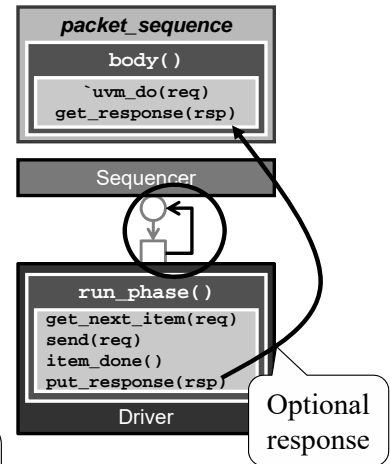 packet_sequence
body()
`uvm_do(req)
get_response(rsp)
Sequencer
run_phase()
get_next_item(req)
send(req)
item_done()
put_response(rsp)
Driver
Optional
response